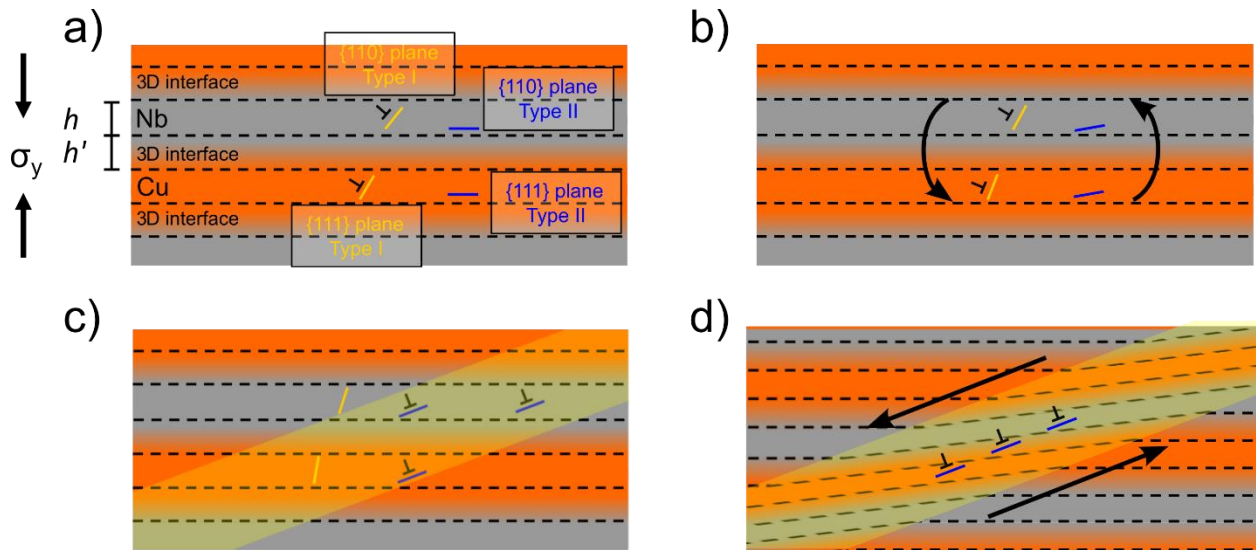 a)
{110} plane
Type I
3D interface
{110} plane
Type II
h
Nb
σy
h'
3D interface
Cu
{111} plane
Type II
3D interface
{111} plane
Type I
b)
c)
d)